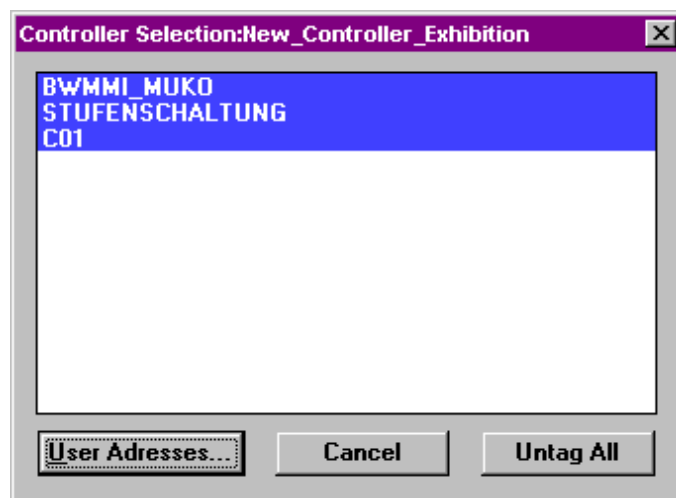 Controller Selection:New_Controller_Exhibition
BWMMI_MUKO
STUFENSCHALTUNG
C01
User Adresses...
Cancel
Untag All